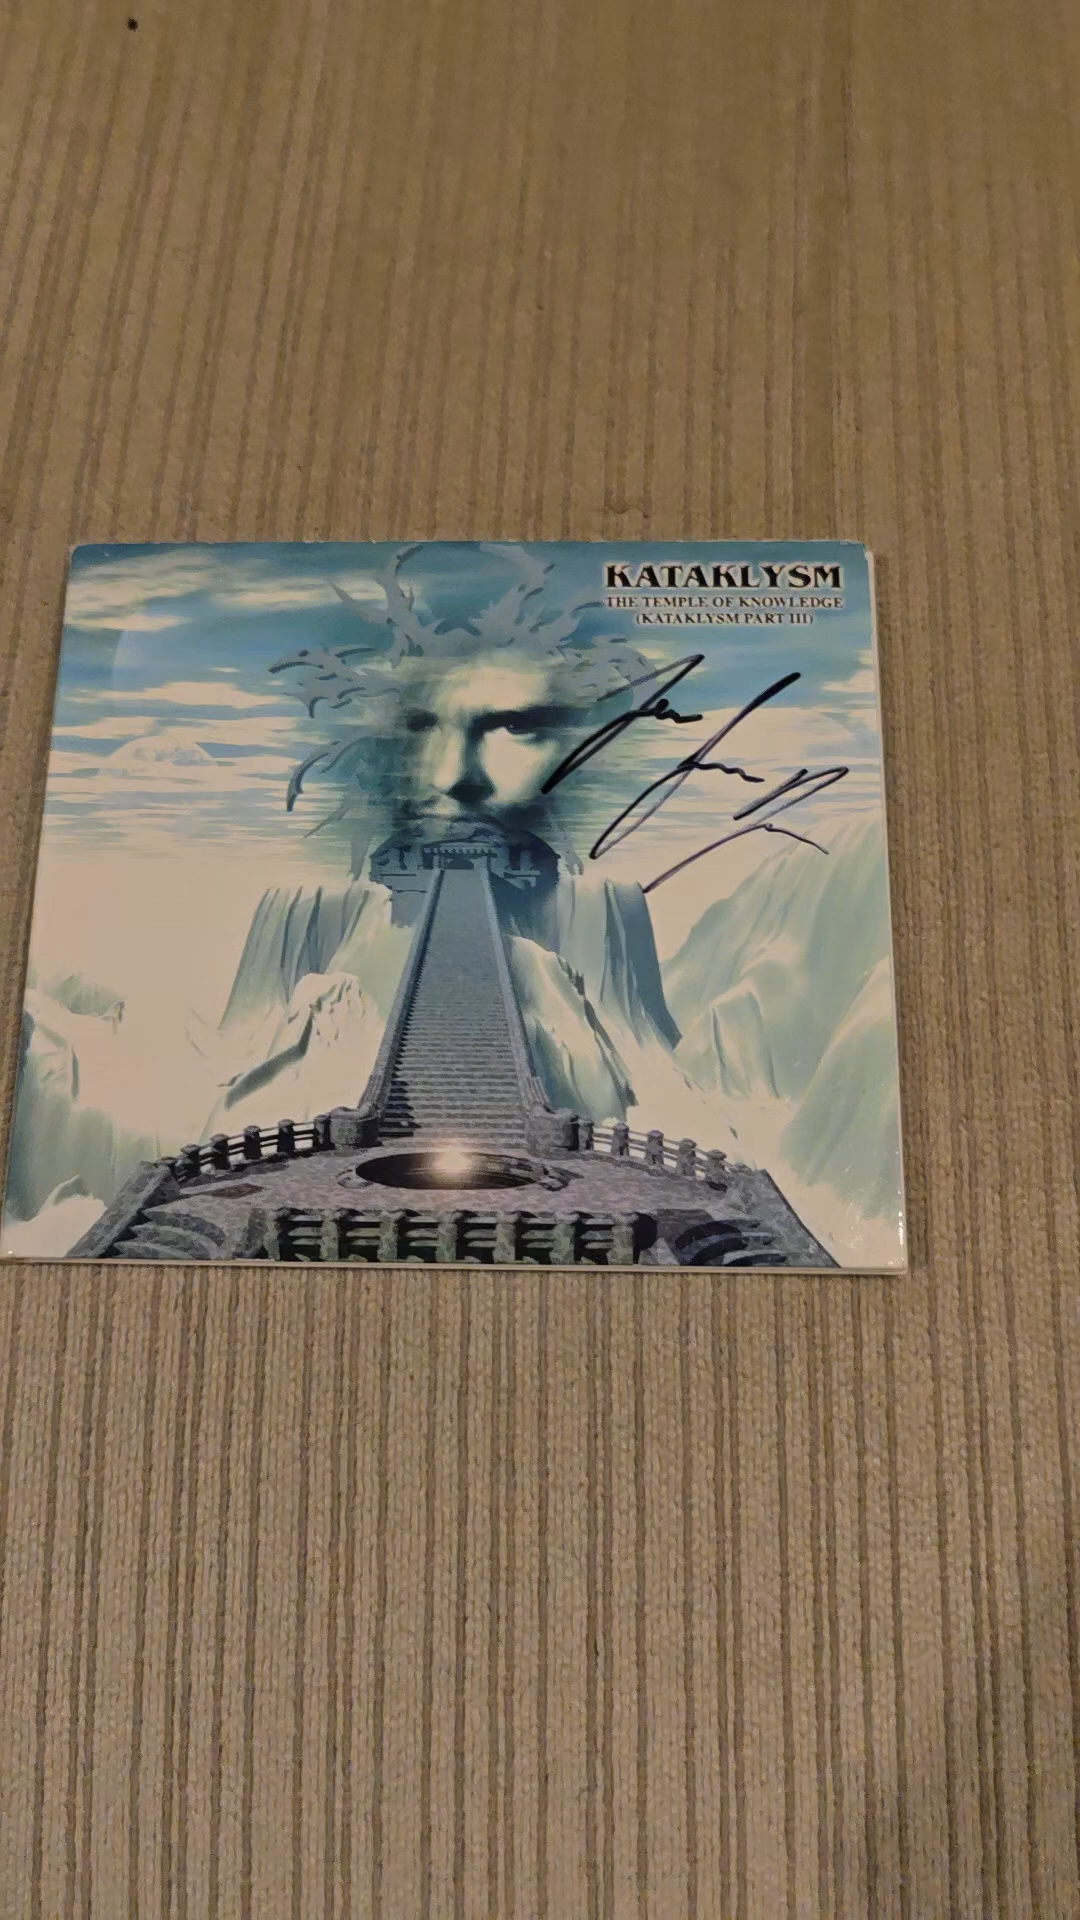 KATAKLYSM
THE TEMPLE OF KNOWLEDGE
(KATAKLYSM PART III)